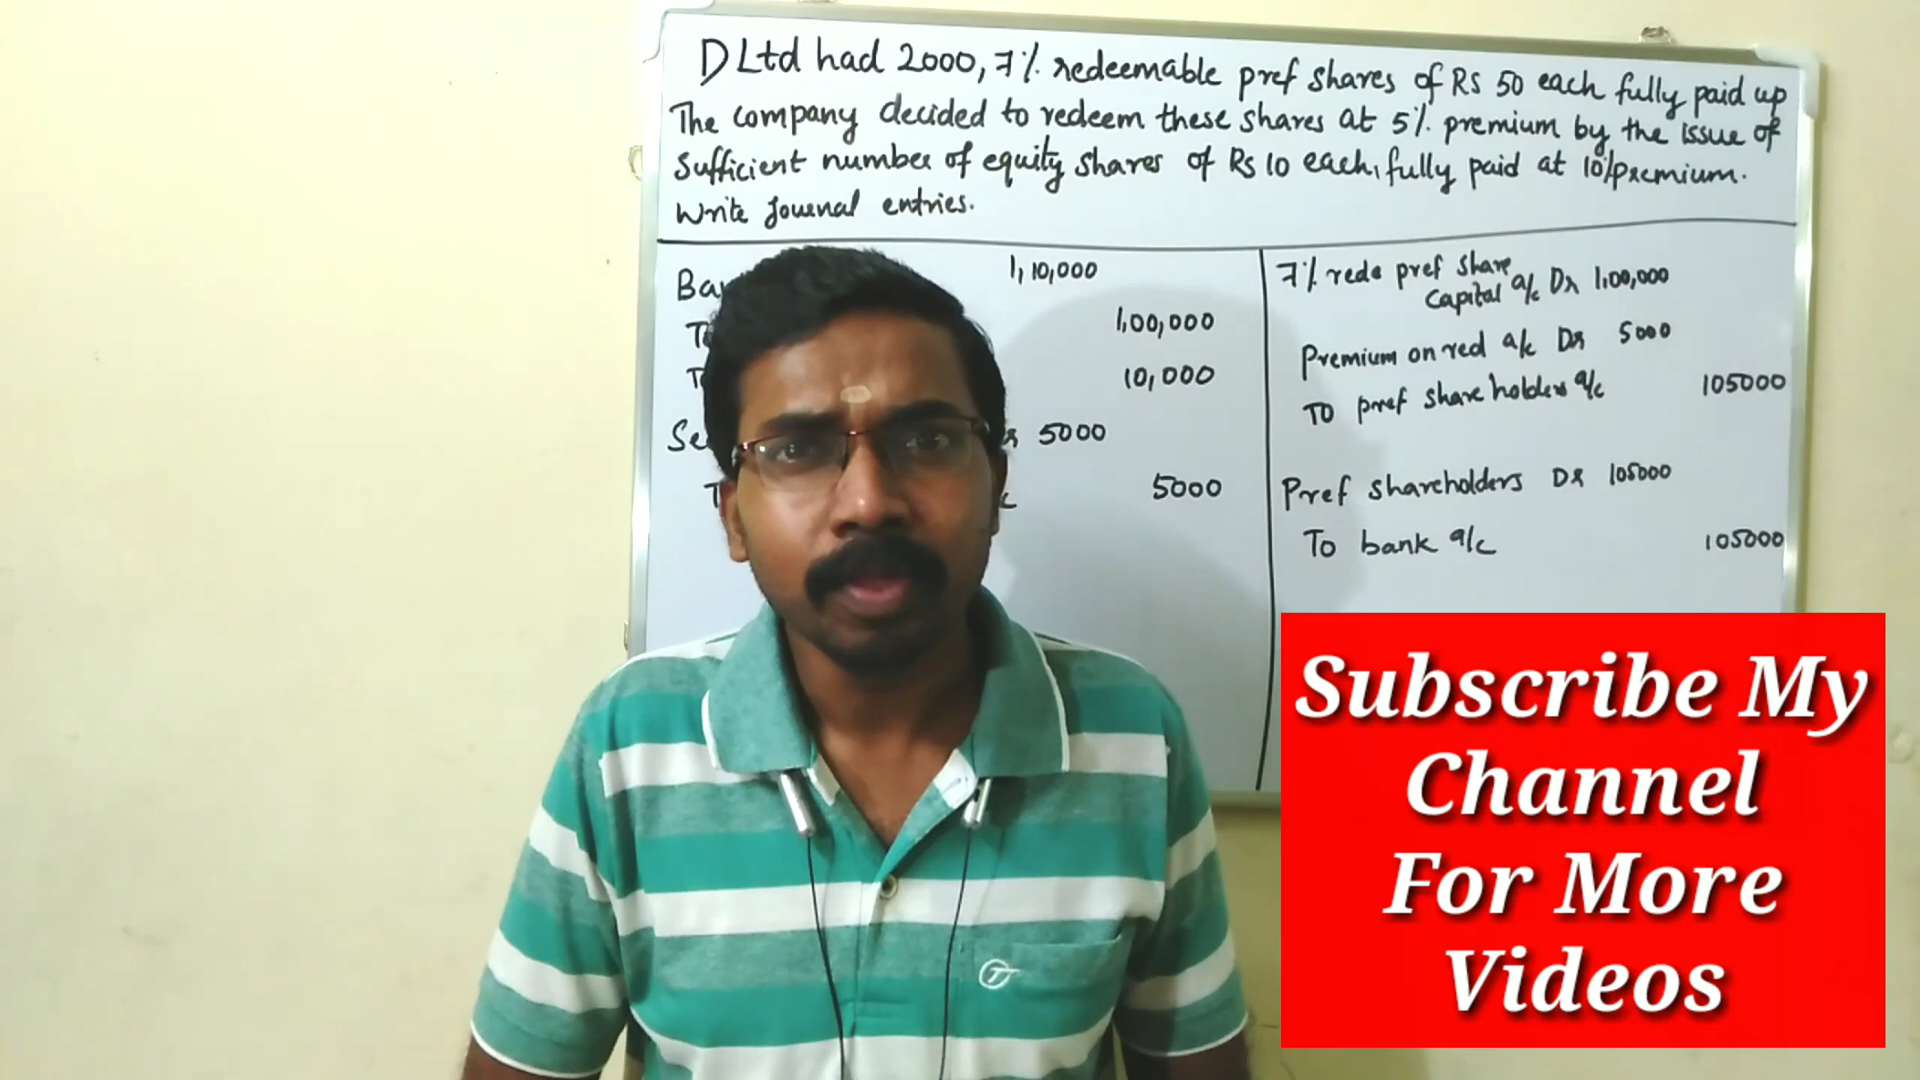 D Ltd had 2000, 7% redeemable pref shares of Rs 50 each fully paid up
The company decided to redeem these shares at 5% premium by the issue of
Sufficient number of equity shares of Rs 10 each, fully paid at 10% premium.
Write Journal entries.
1,10,000
1,00,000
10,000
5000
5000
7% rede pref share
Capital a/c Dr 1,00,000
Premium on red a/c Dr 5000
To pref share holders a/c 105000
Pref shareholders Dr 105000
To bank a/c 105000
Subscribe My
Channel
For More
Videos